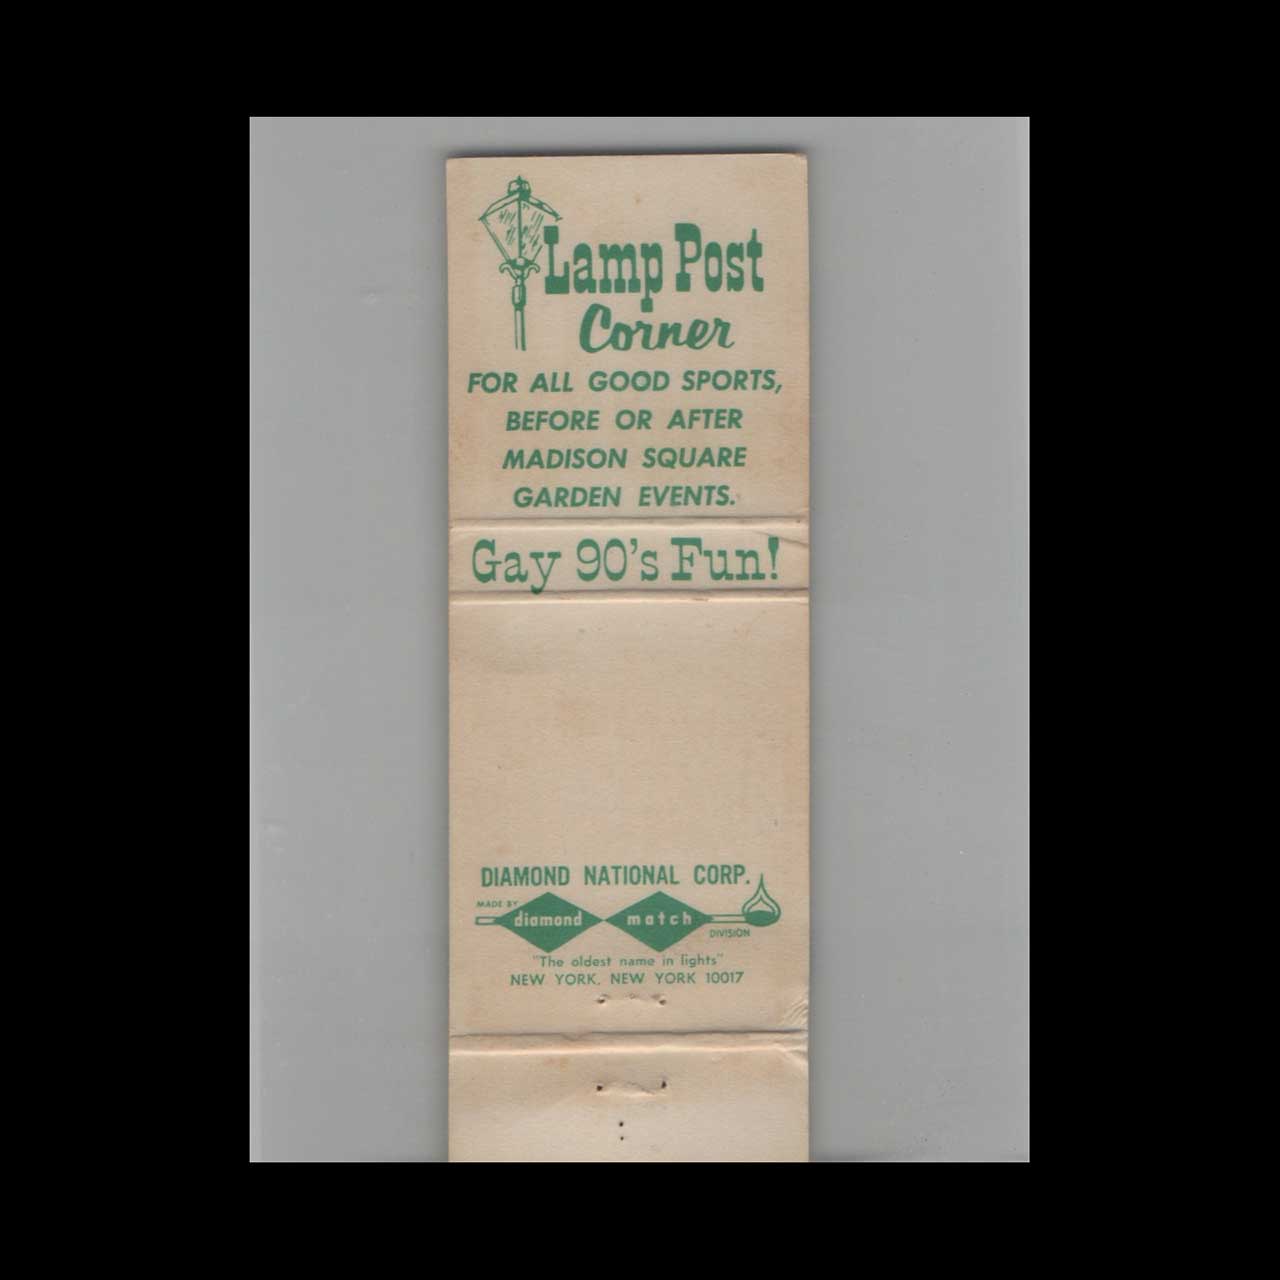 Lamp Post
Corner
FOR ALL GOOD SPORTS,
BEFORE OR AFTER
MADISON SQUARE
GARDEN EVENTS.
Gay 90's Fun!
DIAMOND NATIONAL CORP.
MADE BY
diamond match
DIVISION
"The oldest name in lights"
NEW YORK, NEW YORK 10017